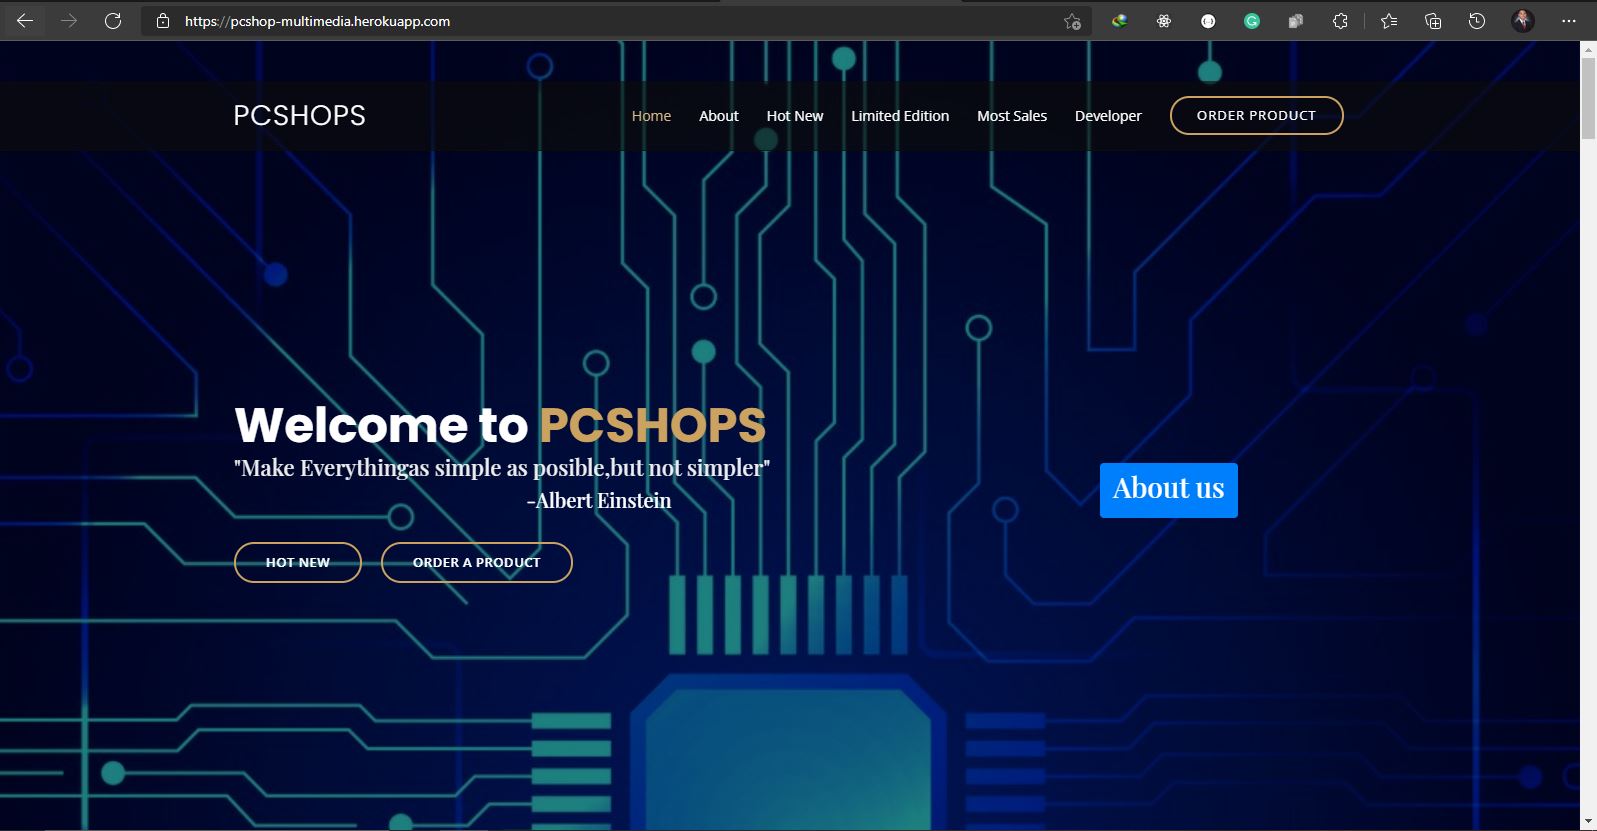 https://pcshop-multimedia.herokuapp.com
PCSHOPS
Home About Hot New Limited Edition Most Sales Developer ORDER PRODUCT
Welcome to PCSHOPS
"Make Everythingas simple as posible,but not simpler"
-Albert Einstein
About us
HOT NEW ORDER A PRODUCT